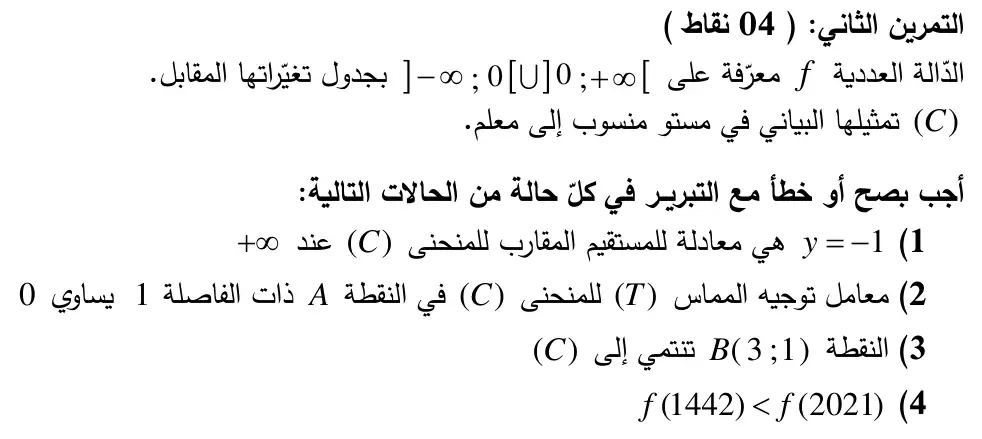 التمرين الثاني: ( 04 نقاط )
الدّالة العددية f معرّفة على ]−∞ ; 0[∪]0 ; +∞[ بجدول تغيّراتها المقابل.
(C) تمثيلها البياني في مستو منسوب إلى معلم.
أجب بصح أو خطأ مع التبرير في كلّ حالة من الحالات التالية:
1) y = −1 هي معادلة للمستقيم المقارب للمنحنى (C) عند +∞
2) معامل توجيه المماس (T) للمنحنى (C) في النقطة A ذات الفاصلة 1 يساوي 0
3) النقطة B(3 ;1) تنتمي إلى (C)
4) f(1442) < f(2021)